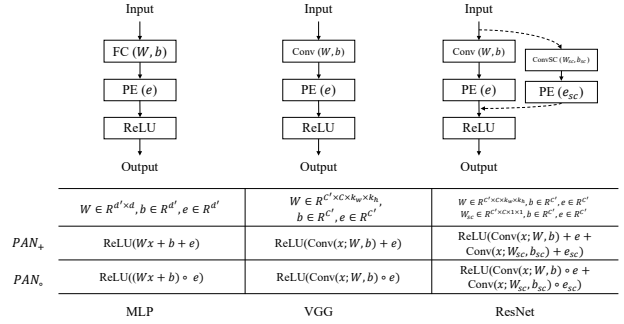 Input
Input
Input
FC (W, b)
Conv (W, b)
Conv (W, b)
ConvSC (W_sc, b_sc)
PE (e)
PE (e)
PE (e)
PE (e_sc)
ReLU
ReLU
ReLU
Output
Output
Output
W ∈ R^{d'×d}, b ∈ R^{d'}, e ∈ R^{d'}
W ∈ R^{C'×C×k_w×k_h},
b ∈ R^{C'}, e ∈ R^{C'}
W ∈ R^{C'×C×k_w×k_h}, b ∈ R^{C'}, e ∈ R^{C'}
W_sc ∈ R^{C'×C×1×1}, b ∈ R^{C'}, e ∈ R^{C'}
PAN_+
ReLU(Wx + b + e)
ReLU(Conv(x; W, b) + e)
ReLU(Conv(x; W, b) + e +
Conv(x; W_sc, b_sc) + e_sc)
PAN_∘
ReLU((Wx + b) ∘ e)
ReLU(Conv(x; W, b) ∘ e)
ReLU(Conv(x; W, b) ∘ e +
Conv(x; W_sc, b_sc) ∘ e_sc)
MLP
VGG
ResNet